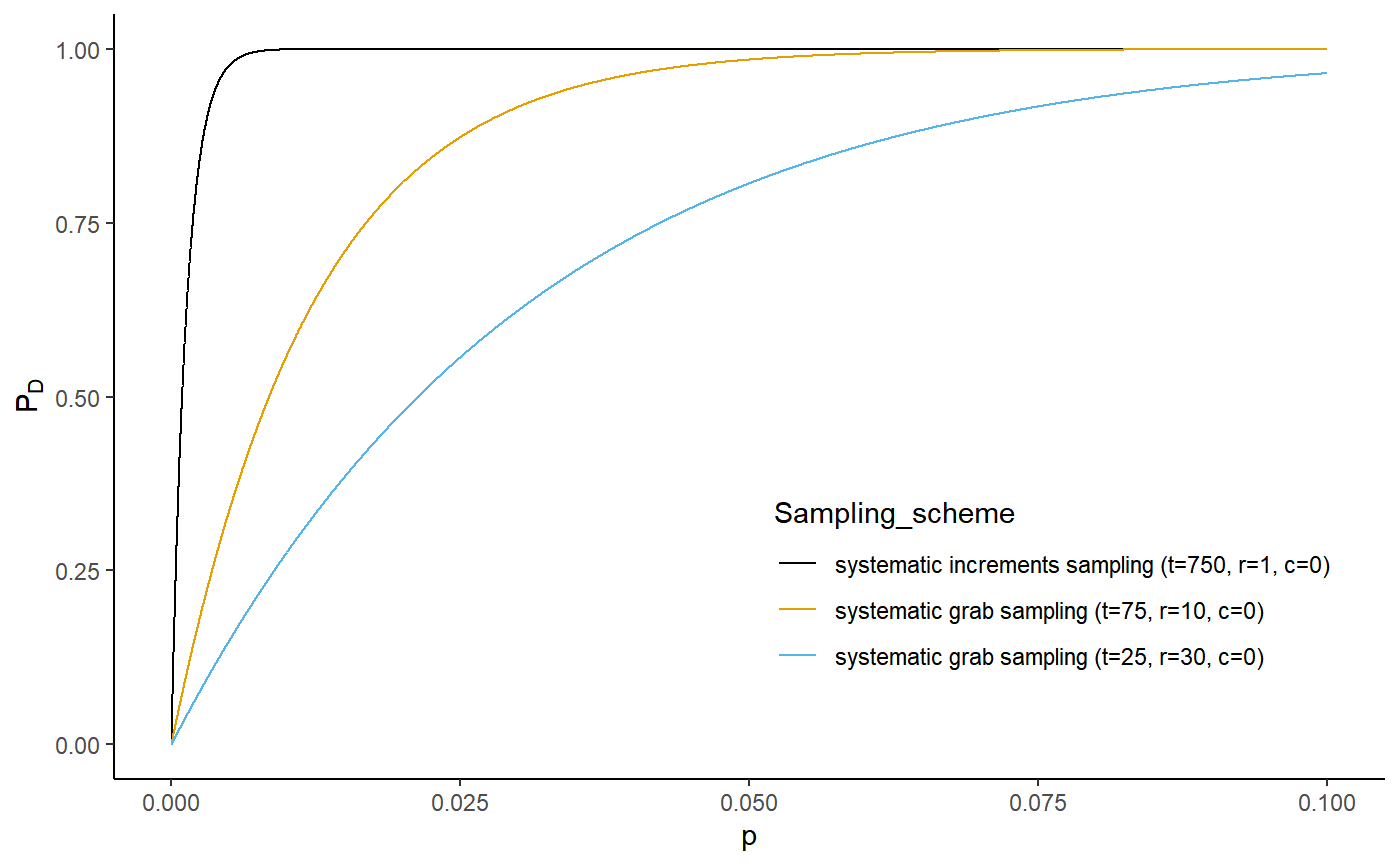 1.00
0.75
0.50
0.25
0.00
P_D
0.000 0.025 0.050 0.075 0.100
p
Sampling_scheme
systematic increments sampling (t=750, r=1, c=0)
systematic grab sampling (t=75, r=10, c=0)
systematic grab sampling (t=25, r=30, c=0)